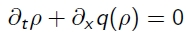 ∂ₜρ + ∂ₓq(ρ) = 0